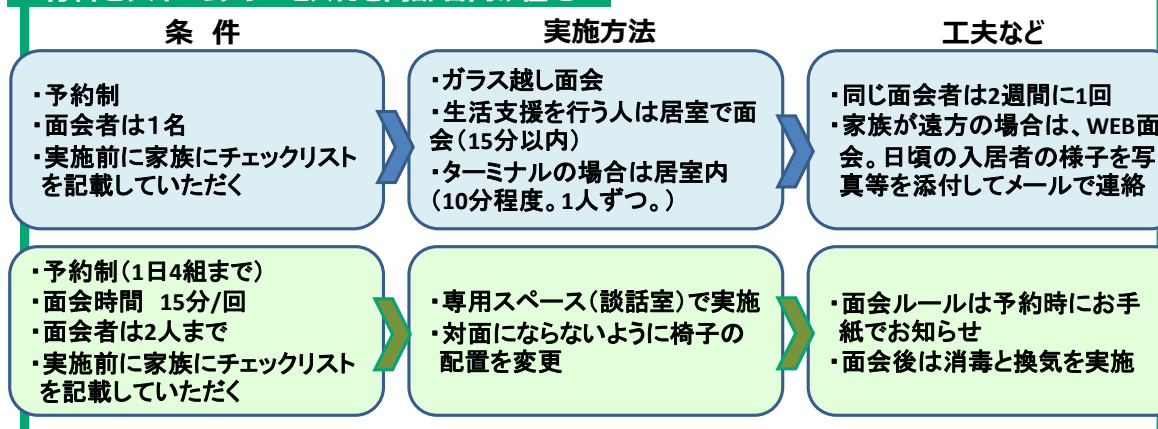 条 件
実施方法
工夫など
・予約制
・面会者は１名
・実施前に家族にチェックリスト
を記載していただく
・ガラス越し面会
・生活支援を行う人は居室で面
会（15分以内）
・ターミナルの場合は居室内
（10分程度。1人ずつ。）
・同じ面会者は2週間に1回
・家族が遠方の場合は、WEB面
会。日頃の入居者の様子を写
真等を添付してメールで連絡
・予約制（1日4組まで）
・面会時間 15分/回
・面会者は2人まで
・実施前に家族にチェックリスト
を記載していただく
・専用スペース（談話室）で実施
・対面にならないように椅子の
配置を変更
・面会ルールは予約時にお手
紙でお知らせ
・面会後は消毒と換気を実施